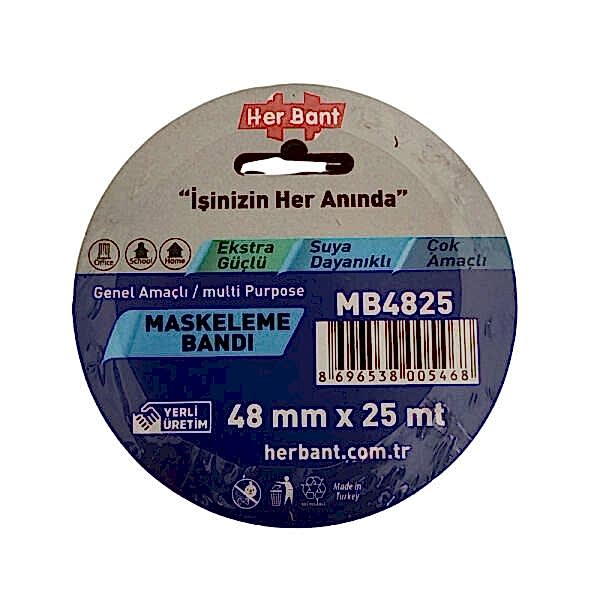 Her Bant
“İşinizin Her Anında”
Office School Home
Ekstra Güçlü
Suya Dayanıklı
Çok Amaçlı
Genel Amaçlı / multi Purpose
MASKELEME
BANDI
MB4825
8 696538 005468
YERLİ
ÜRETİM
48 mm x 25 mt
herbant.com.tr
Made in
Turkey